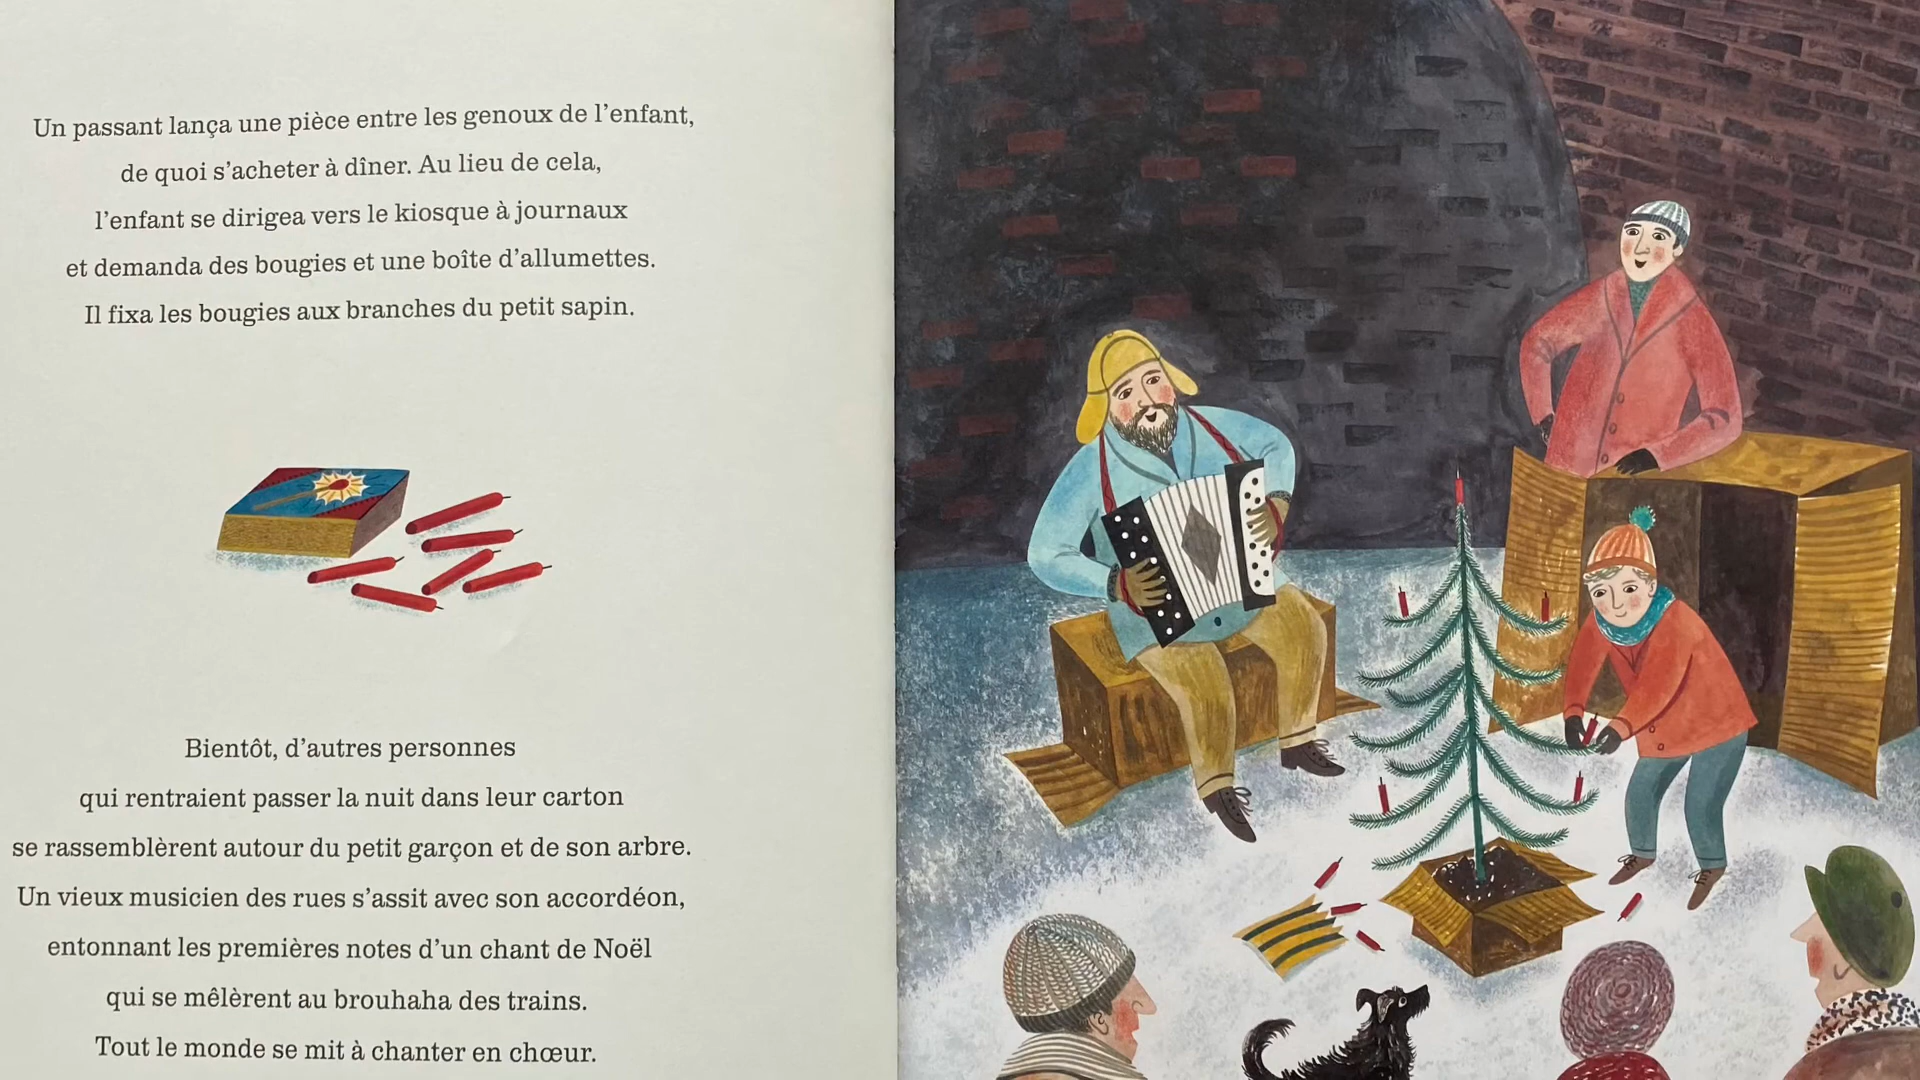 Un passant lança une pièce entre les genoux de l’enfant,
de quoi s’acheter à dîner. Au lieu de cela,
l’enfant se dirigea vers le kiosque à journaux
et demanda des bougies et une boîte d’allumettes.
Il fixa les bougies aux branches du petit sapin.
Bientôt, d’autres personnes
qui rentraient passer la nuit dans leur carton
se rassemblèrent autour du petit garçon et de son arbre.
Un vieux musicien des rues s’assit avec son accordéon,
entonnant les premières notes d’un chant de Noël
qui se mêlèrent au brouhaha des trains.
Tout le monde se mit à chanter en chœur.